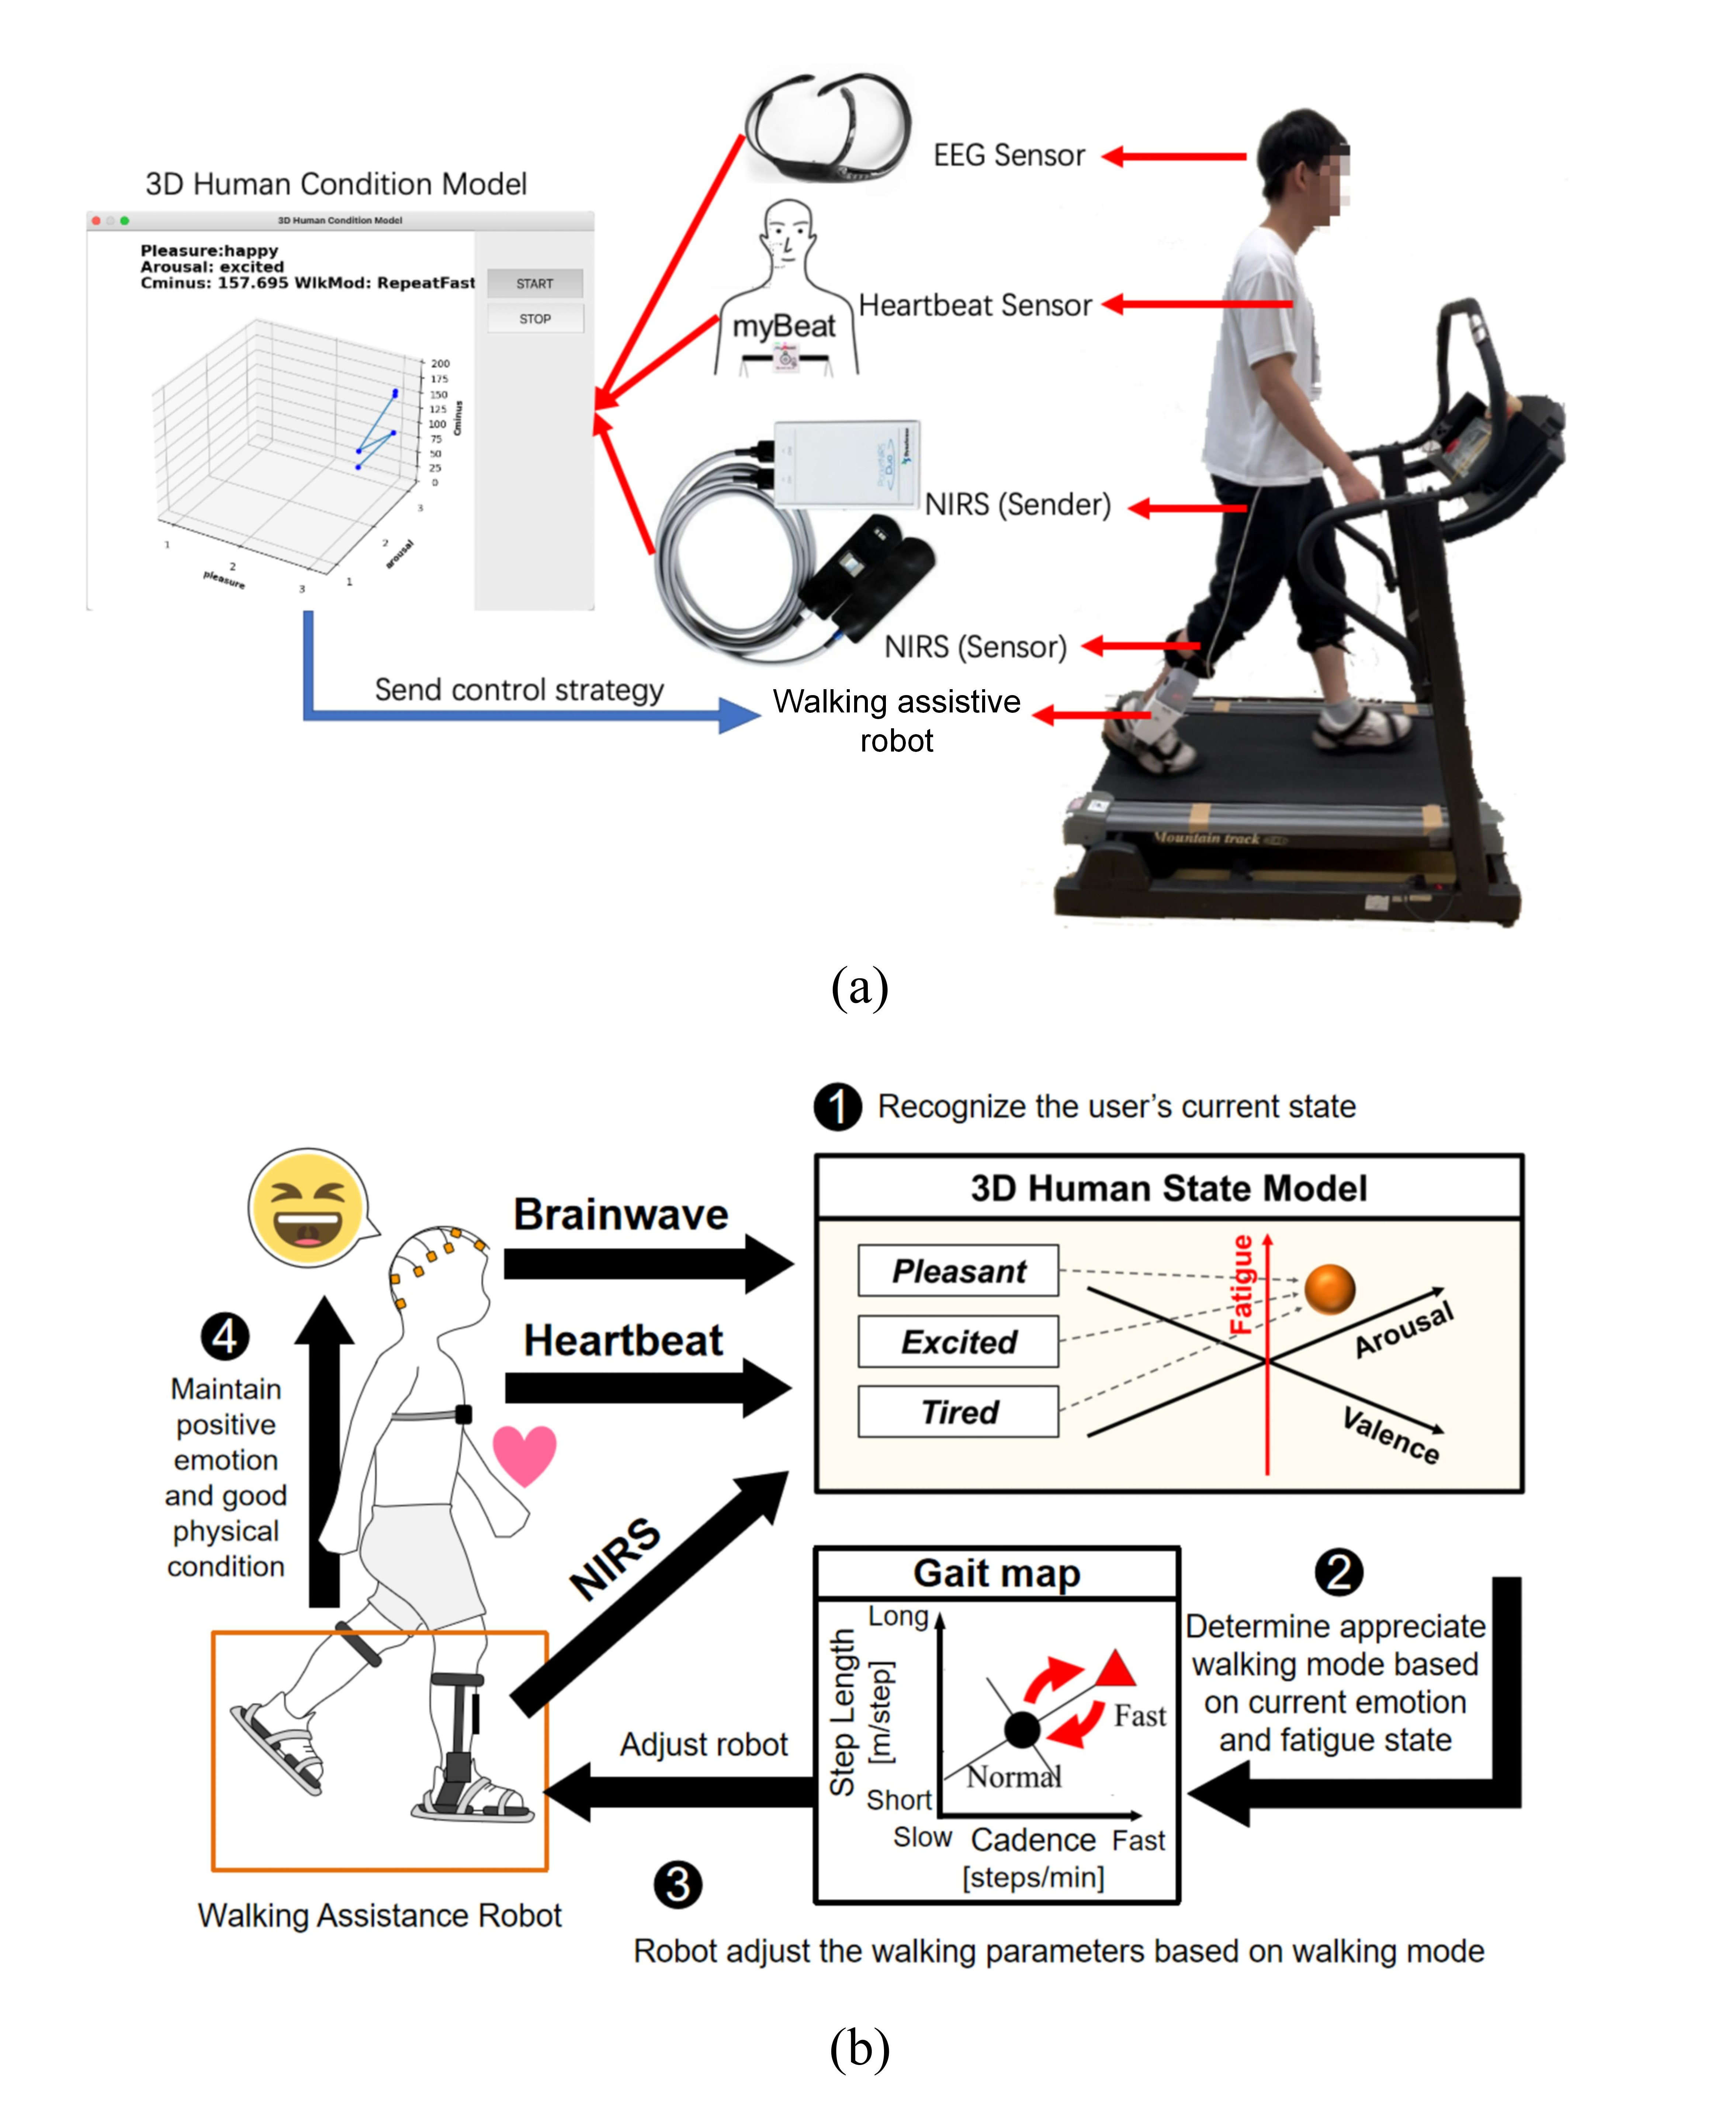 3D Human Condition Model
3D Human Condition Model
Pleasure:happy
Arousal: excited
Cminus: 157.695 WlkMod: RepeatFast
START
STOP
200
175
150
125
100
75
50
25
0
Cminus
1
2
3
pleasure
1
2
3
arousal
EEG Sensor
myBeat
Heartbeat Sensor
NIRS (Sender)
NIRS (Sensor)
Send control strategy
Walking assistive
robot
Mountain track
(a)
1 Recognize the user's current state
3D Human State Model
Pleasant
Excited
Tired
Fatigue
Arousal
Valence
Brainwave
Heartbeat
NIRS
4
Maintain
positive
emotion
and good
physical
condition
Gait map
Long
Step Length
[m/step]
Short
Fast
Normal
Slow Cadence Fast
[steps/min]
2
Determine appreciate
walking mode based
on current emotion
and fatigue state
Adjust robot
3
Walking Assistance Robot
Robot adjust the walking parameters based on walking mode
(b)